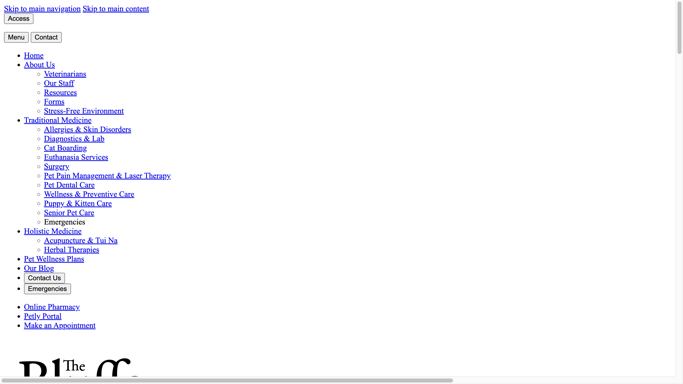 Skip to main navigation Skip to main content
Access
Menu Contact
Home
About Us
Veterinarians
Our Staff
Resources
Forms
Stress-Free Environment
Traditional Medicine
Allergies & Skin Disorders
Diagnostics & Lab
Cat Boarding
Euthanasia Services
Surgery
Pet Pain Management & Laser Therapy
Pet Dental Care
Wellness & Preventive Care
Puppy & Kitten Care
Senior Pet Care
Emergencies
Holistic Medicine
Acupuncture & Tui Na
Herbal Therapies
Pet Wellness Plans
Our Blog
Contact Us
Emergencies
Online Pharmacy
Petly Portal
Make an Appointment
The